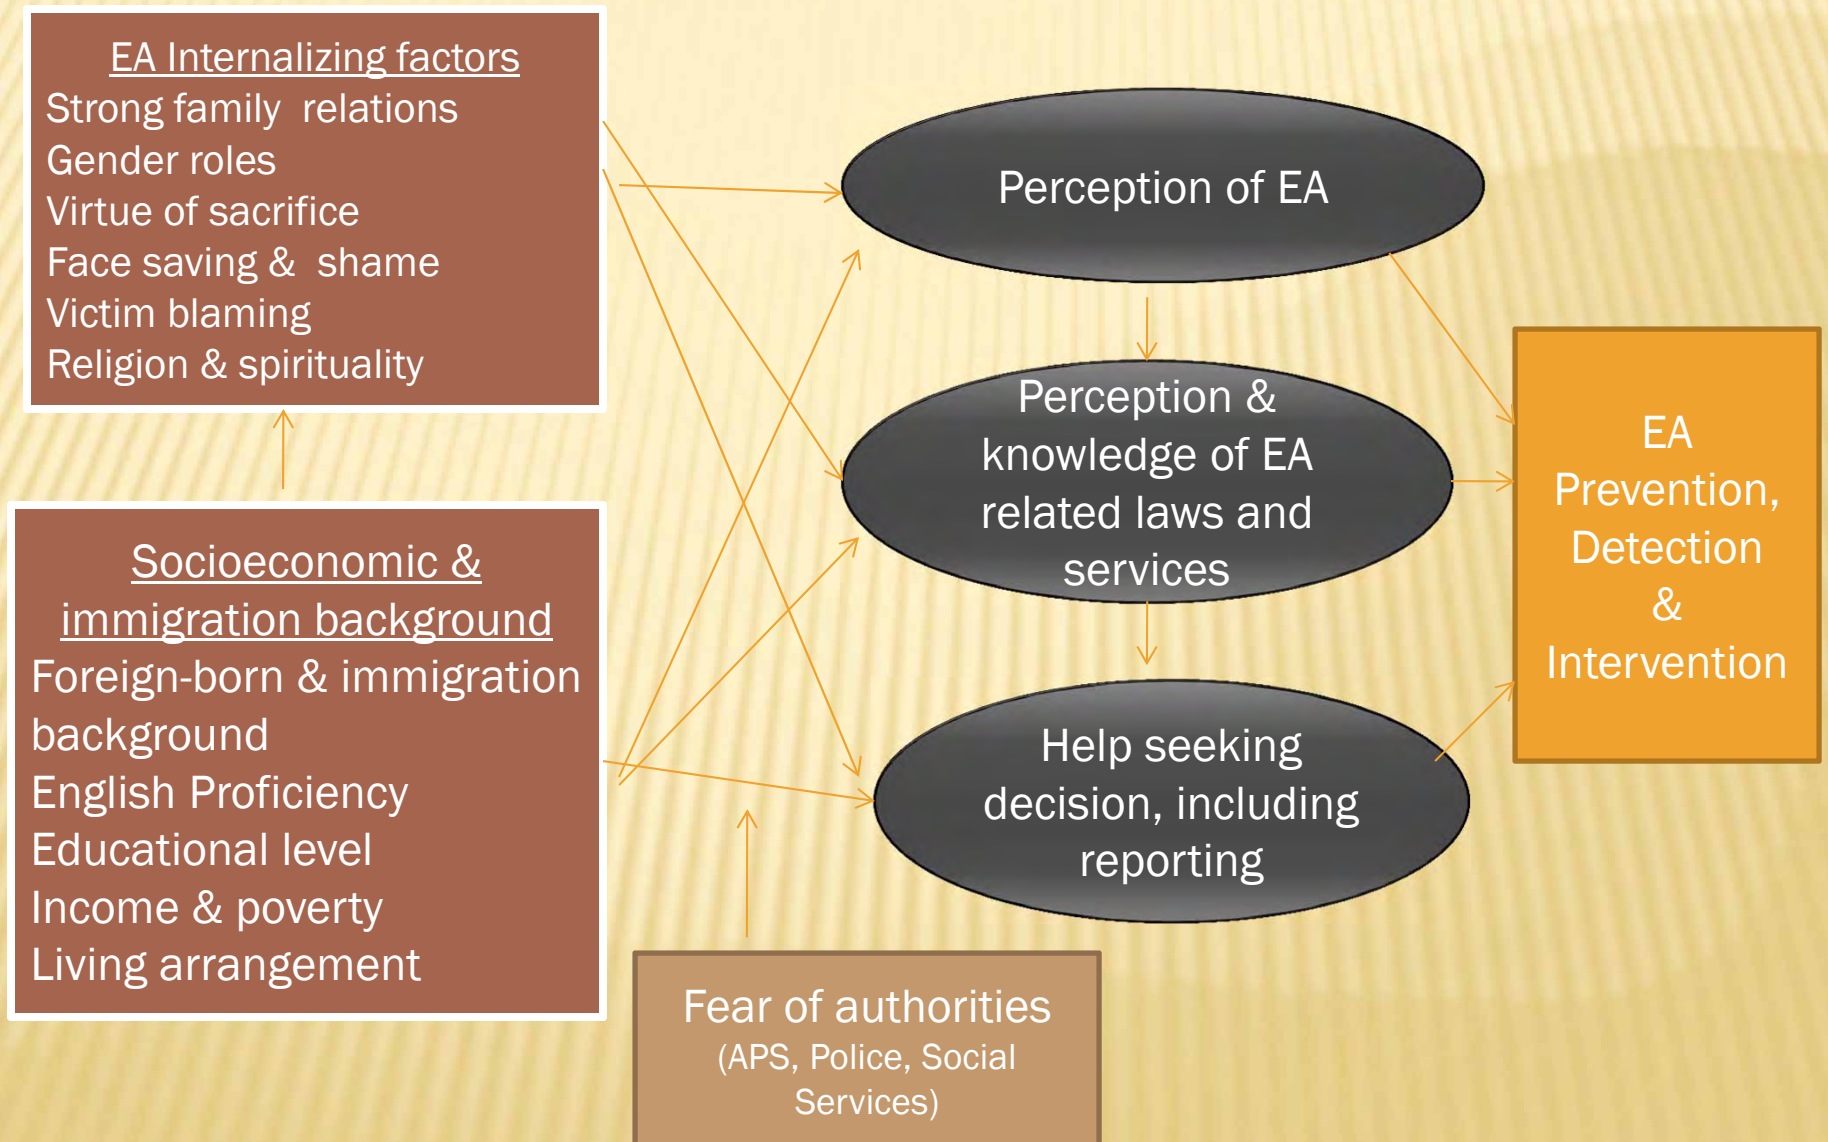 EA Internalizing factors
Strong family relations
Gender roles
Virtue of sacrifice
Face saving & shame
Victim blaming
Religion & spirituality
Socioeconomic &
immigration background
Foreign-born & immigration
background
English Proficiency
Educational level
Income & poverty
Living arrangement
Perception of EA
Perception &
knowledge of EA
related laws and
services
Help seeking
decision, including
reporting
Fear of authorities
(APS, Police, Social
Services)
EA
Prevention,
Detection
&
Intervention